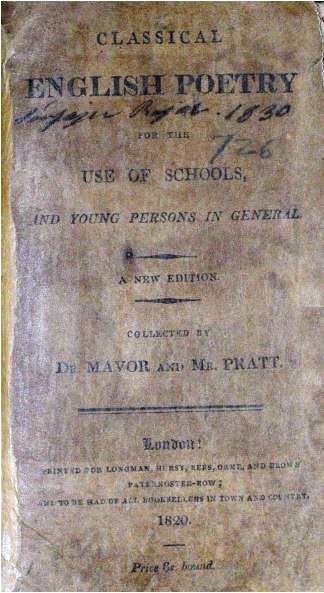 CLASSICAL
ENGLISH POETRY
1830
FOR THE
726
USE OF SCHOOLS,
AND YOUNG PERSONS IN GENERAL
A NEW EDITION.
COLLECTED BY
DR. MAVOR AND MR. PRATT.
London:
PRINTED FOR LONGMAN, HURST, REES, ORME, AND BROWN
PATERNOSTER-ROW;
AND TO BE HAD OF ALL BOOKSELLERS IN TOWN AND COUNTRY.
1820.
Price bound.